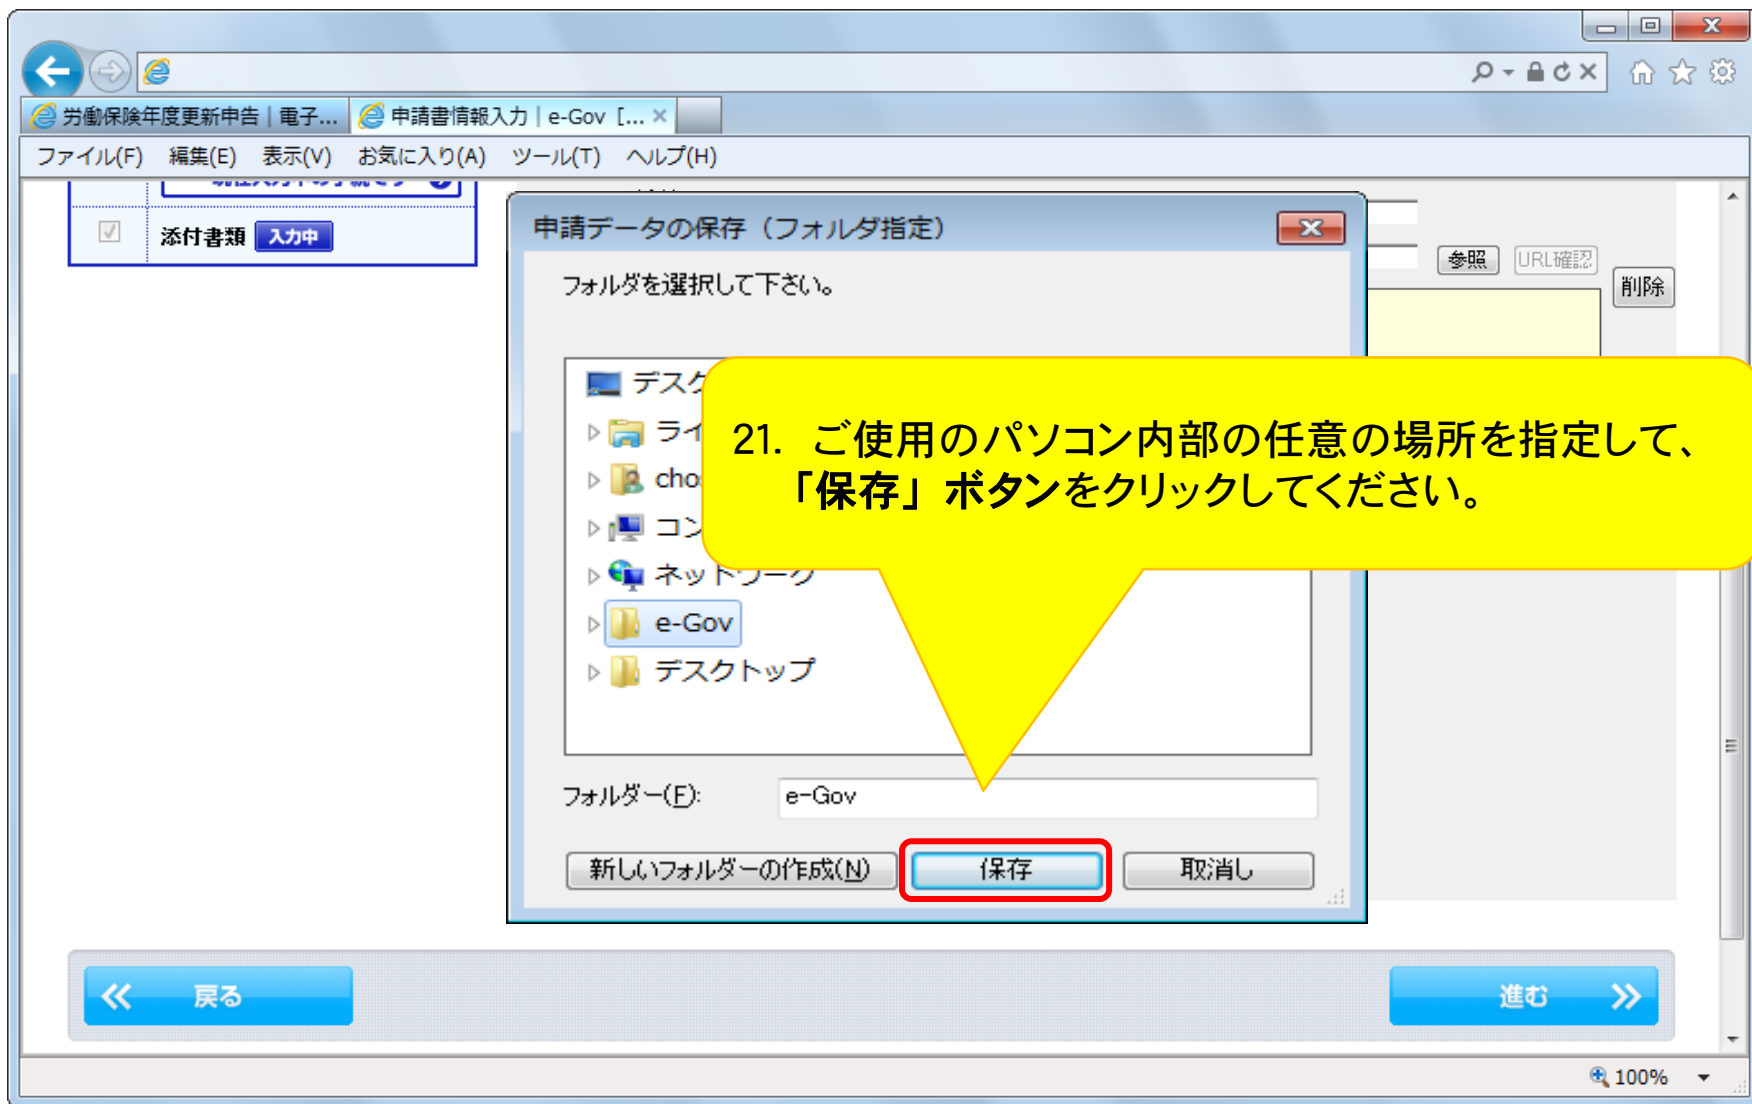 労働保険年度更新申告 | 電子...
申請書情報入力 | e-Gov [...
ファイル(F) 編集(E) 表示(V) お気に入り(A) ツール(T) ヘルプ(H)
添付書類 入力中
申請データの保存（フォルダ指定）
フォルダを選択して下さい。
参照 URL確認
削除
デスク
ライ
cho
コン
ネットワーク
e-Gov
デスクトップ
21. ご使用のパソコン内部の任意の場所を指定して、
「保存」ボタンをクリックしてください。
フォルダー(F): e-Gov
新しいフォルダーの作成(N) 保存 取消し
戻る 進む
100%